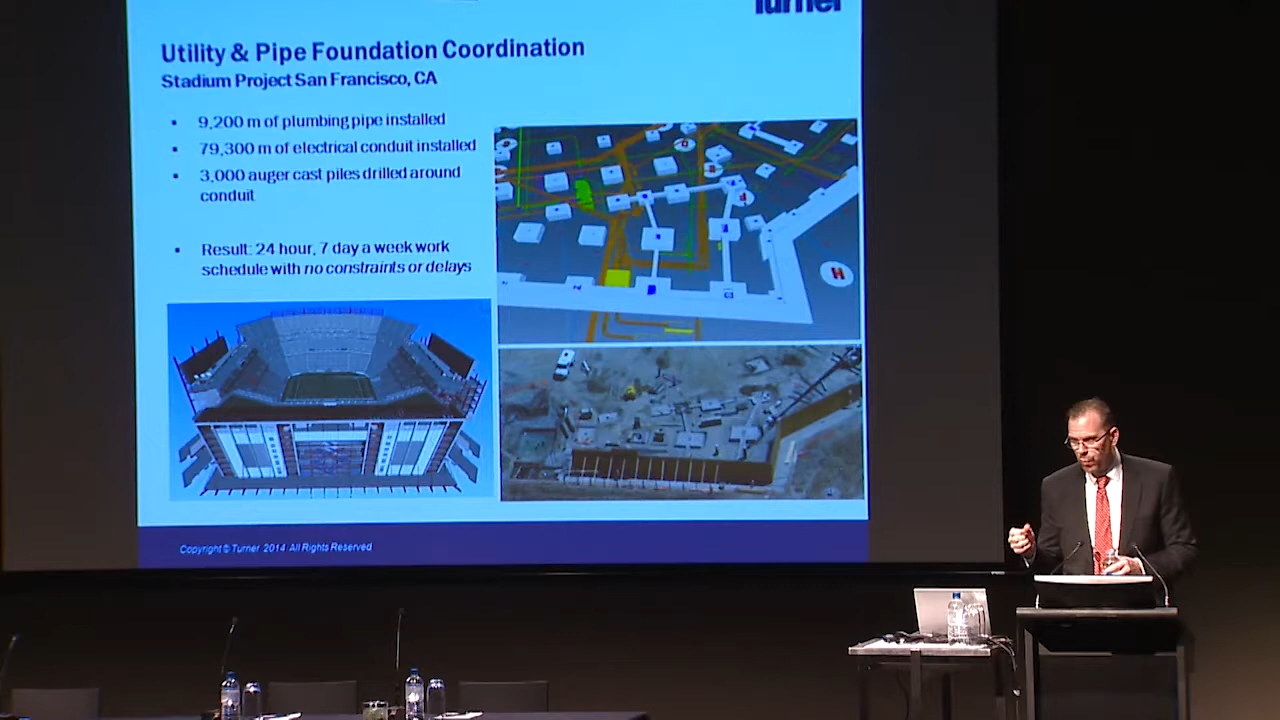 Turner
Utility & Pipe Foundation Coordination
Stadium Project San Francisco, CA
▪ 9,200 m of plumbing pipe installed
▪ 79,300 m of electrical conduit installed
▪ 3,000 auger cast piles drilled around
conduit
▪ Result: 24 hour, 7 day a week work
schedule with no constraints or delays
H
Copyright © Turner 2014 All Rights Reserved